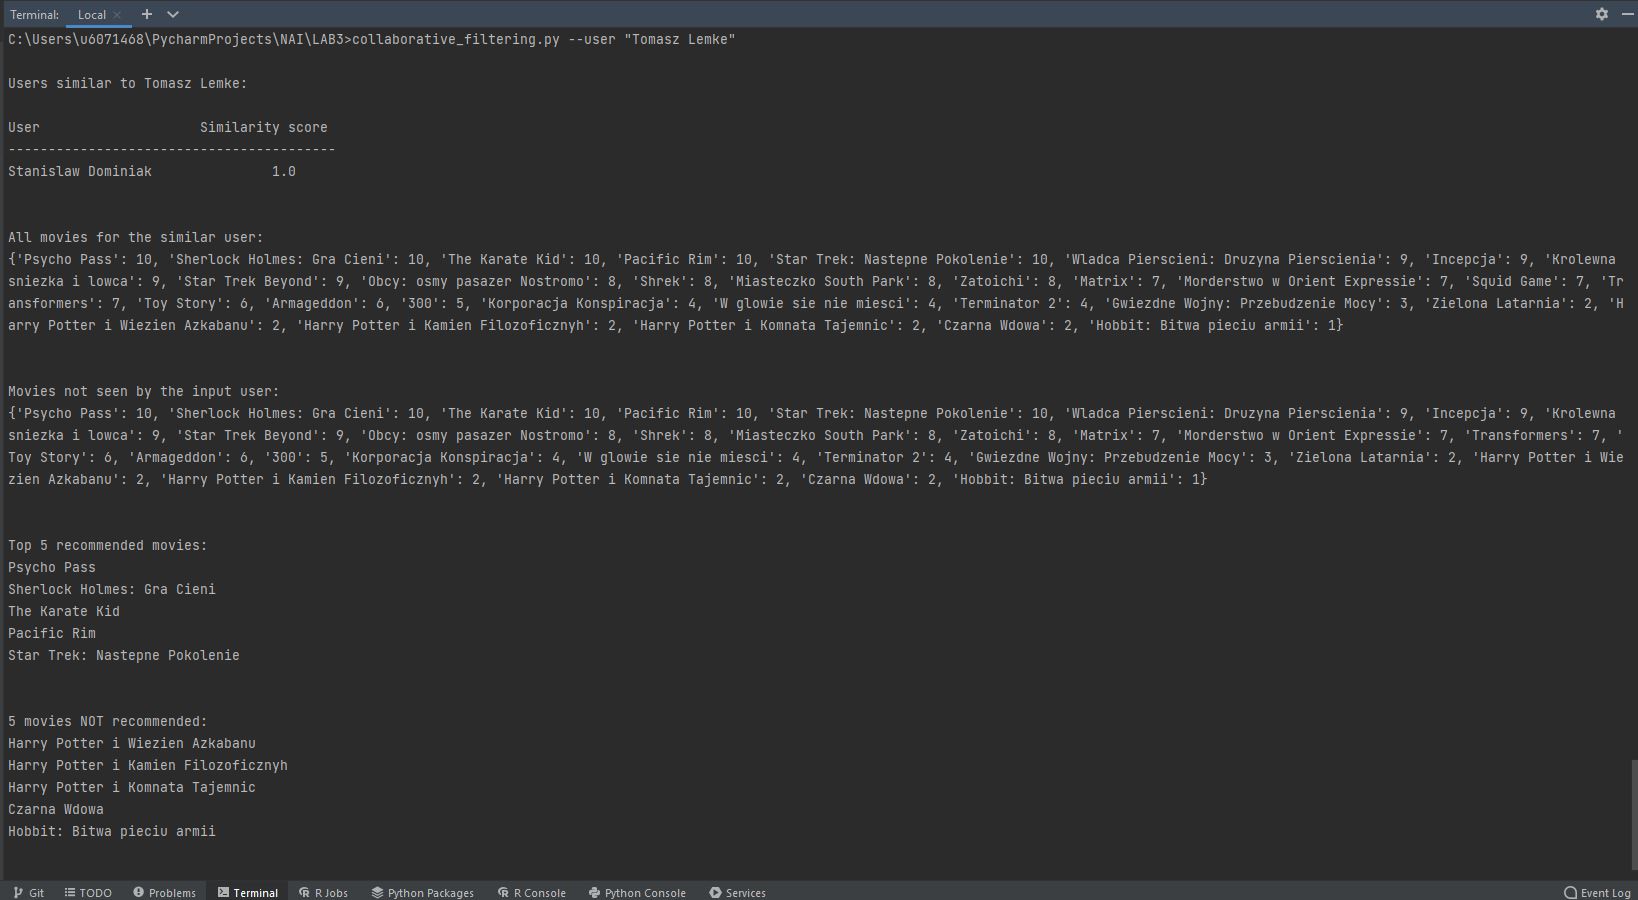 Terminal: Local
C:\Users\u6071468\PycharmProjects\NAI\LAB3>collaborative_filtering.py --user "Tomasz Lemke"
Users similar to Tomasz Lemke:
User                    Similarity score
-----------------------------------------
Stanislaw Dominiak               1.0
All movies for the similar user:
{'Psycho Pass': 10, 'Sherlock Holmes: Gra Cieni': 10, 'The Karate Kid': 10, 'Pacific Rim': 10, 'Star Trek: Nastepne Pokolenie': 10, 'Wladca Pierscieni: Druzyna Pierscienia': 9, 'Incepcja': 9, 'Krolewna
sniezka i lowca': 9, 'Star Trek Beyond': 9, 'Obcy: osmy pasazer Nostromo': 8, 'Shrek': 8, 'Miasteczko South Park': 8, 'Zatoichi': 8, 'Matrix': 7, 'Morderstwo w Orient Expressie': 7, 'Squid Game': 7, 'Tr
ansformers': 7, 'Toy Story': 6, 'Armageddon': 6, '300': 5, 'Korporacja Konspiracja': 4, 'W glowie sie nie miesci': 4, 'Terminator 2': 4, 'Gwiezdne Wojny: Przebudzenie Mocy': 3, 'Zielona Latarnia': 2, 'H
arry Potter i Wiezien Azkabanu': 2, 'Harry Potter i Kamien Filozoficznyh': 2, 'Harry Potter i Komnata Tajemnic': 2, 'Czarna Wdowa': 2, 'Hobbit: Bitwa pieciu armii': 1}
Movies not seen by the input user:
{'Psycho Pass': 10, 'Sherlock Holmes: Gra Cieni': 10, 'The Karate Kid': 10, 'Pacific Rim': 10, 'Star Trek: Nastepne Pokolenie': 10, 'Wladca Pierscieni: Druzyna Pierscienia': 9, 'Incepcja': 9, 'Krolewna
sniezka i lowca': 9, 'Star Trek Beyond': 9, 'Obcy: osmy pasazer Nostromo': 8, 'Shrek': 8, 'Miasteczko South Park': 8, 'Zatoichi': 8, 'Matrix': 7, 'Morderstwo w Orient Expressie': 7, 'Transformers': 7, '
Toy Story': 6, 'Armageddon': 6, '300': 5, 'Korporacja Konspiracja': 4, 'W glowie sie nie miesci': 4, 'Terminator 2': 4, 'Gwiezdne Wojny: Przebudzenie Mocy': 3, 'Zielona Latarnia': 2, 'Harry Potter i Wie
zien Azkabanu': 2, 'Harry Potter i Kamien Filozoficznyh': 2, 'Harry Potter i Komnata Tajemnic': 2, 'Czarna Wdowa': 2, 'Hobbit: Bitwa pieciu armii': 1}
Top 5 recommended movies:
Psycho Pass
Sherlock Holmes: Gra Cieni
The Karate Kid
Pacific Rim
Star Trek: Nastepne Pokolenie
5 movies NOT recommended:
Harry Potter i Wiezien Azkabanu
Harry Potter i Kamien Filozoficznyh
Harry Potter i Komnata Tajemnic
Czarna Wdowa
Hobbit: Bitwa pieciu armii
Git TODO Problems Terminal R Jobs Python Packages R Console Python Console Services Event Log